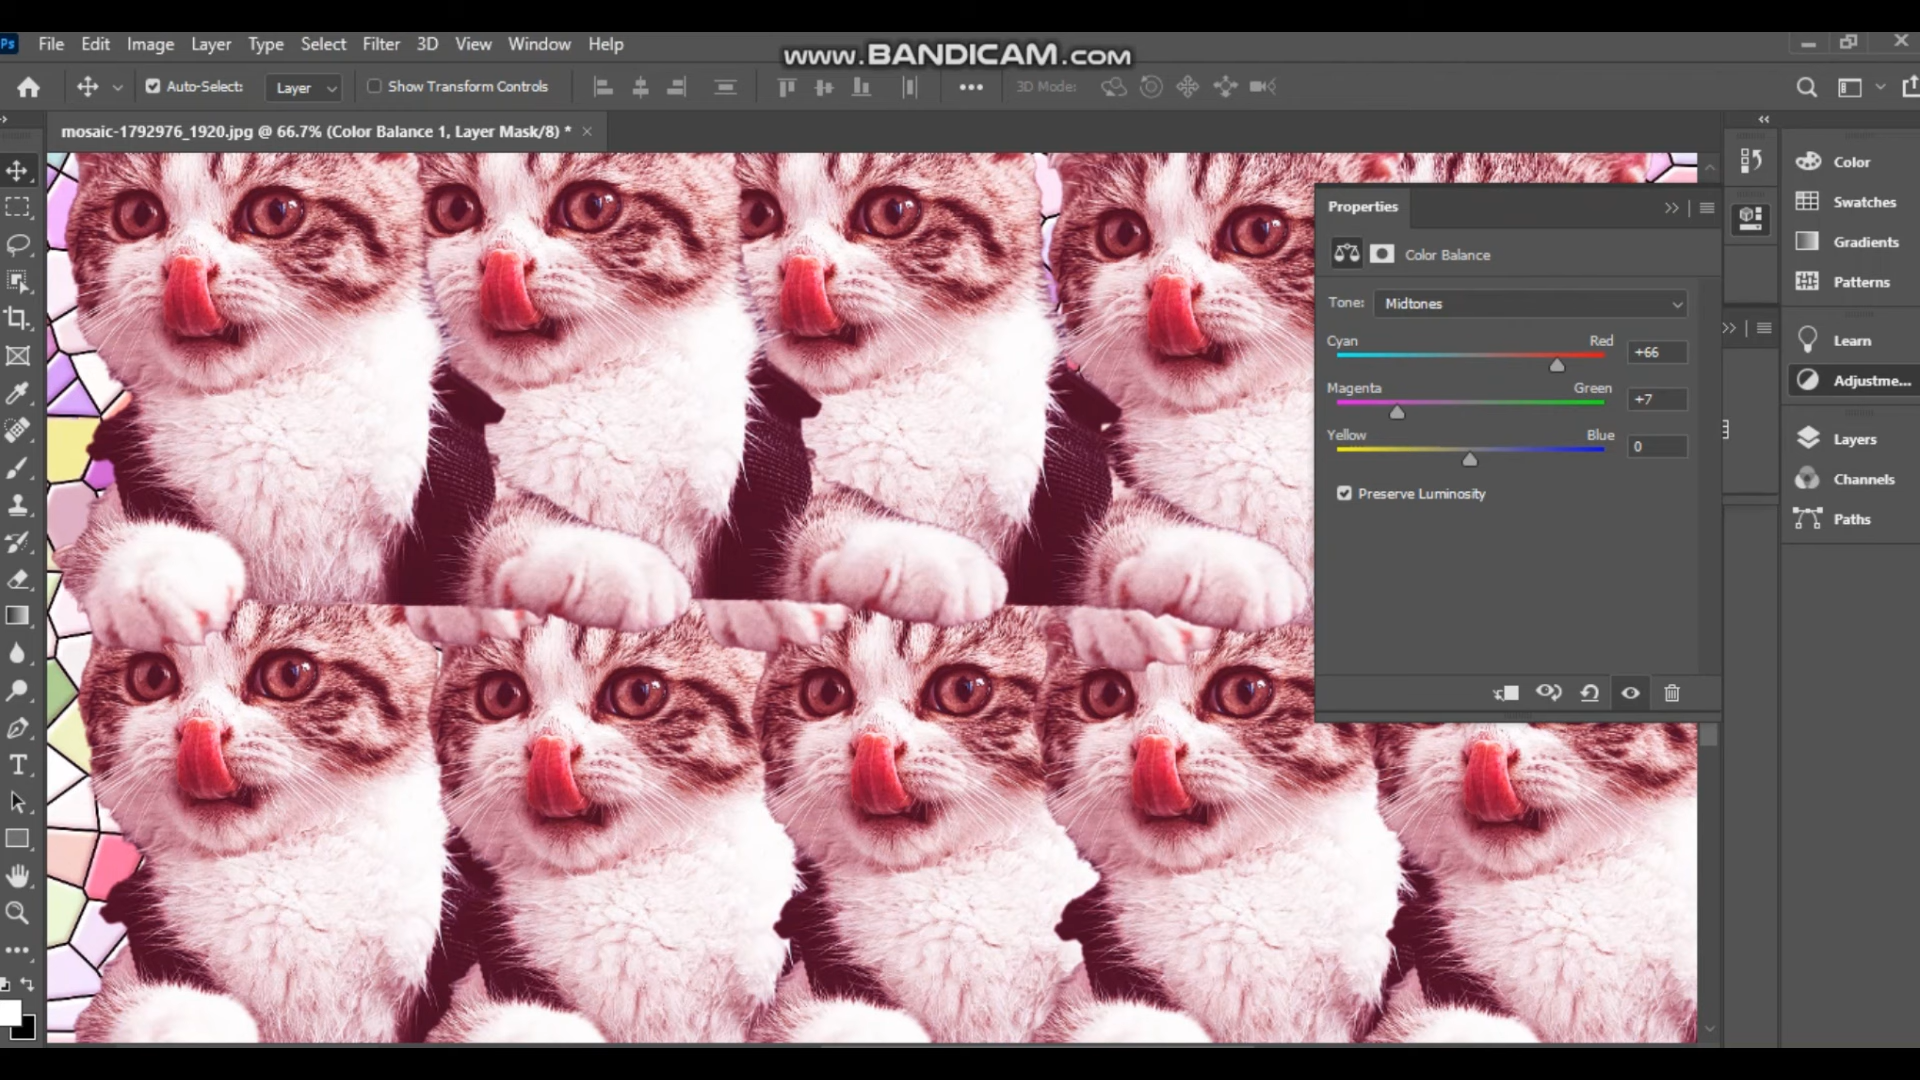 Ps File Edit Image Layer Type Select Filter 3D View Window Help
www.BANDICAM.com
Auto-Select: Layer Show Transform Controls 3D Mode:
mosaic-1792976_1920.jpg @ 66.7% (Color Balance 1, Layer Mask/8) *
Properties
Color Balance
Tone: Midtones
Cyan Red +66
Magenta Green +7
Yellow Blue 0
Preserve Luminosity
Color
Swatches
Gradients
Patterns
Learn
Adjustme...
Layers
Channels
Paths